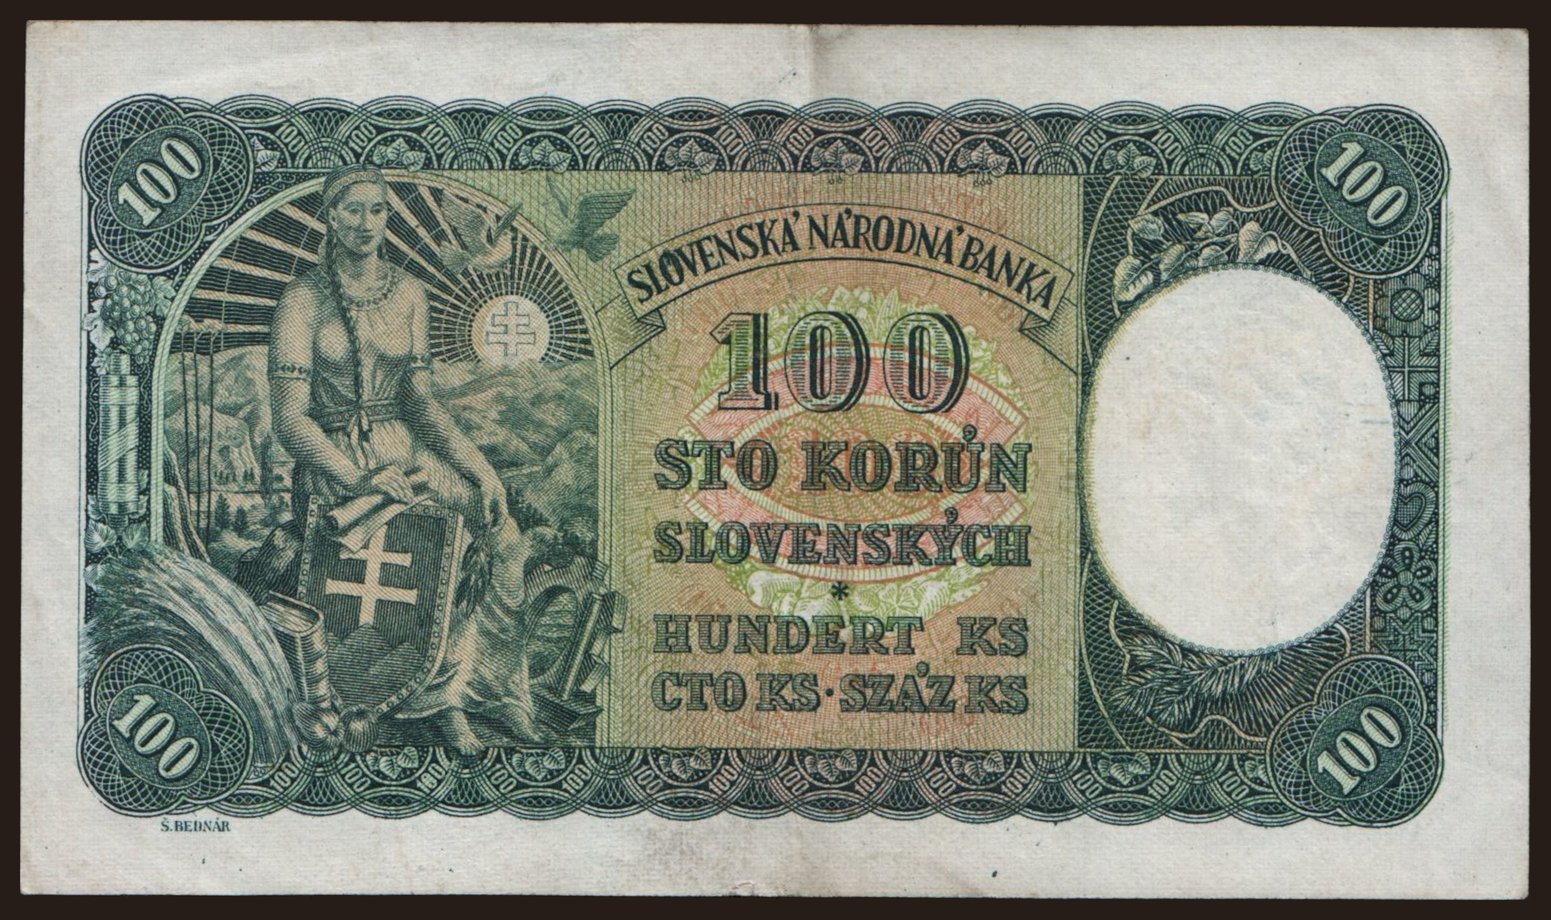 100
100
SLOVENSKÁ NÁRODNÁ BANKA
100
STO KORÚN
SLOVENSKÝCH
*
HUNDERT KS
CTO KS · SZÁZ KS
100
100
Š. BEDNÁR